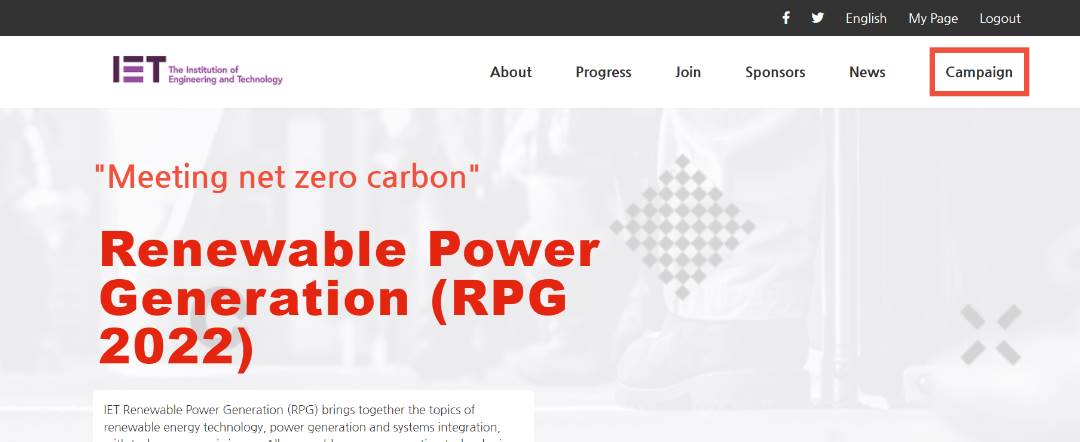 English My Page Logout
IET The Institution of
Engineering and Technology
About Progress Join Sponsors News Campaign
"Meeting net zero carbon"
Renewable Power
Generation (RPG
2022)
IET Renewable Power Generation (RPG) brings together the topics of
renewable energy technology, power generation and systems integration,